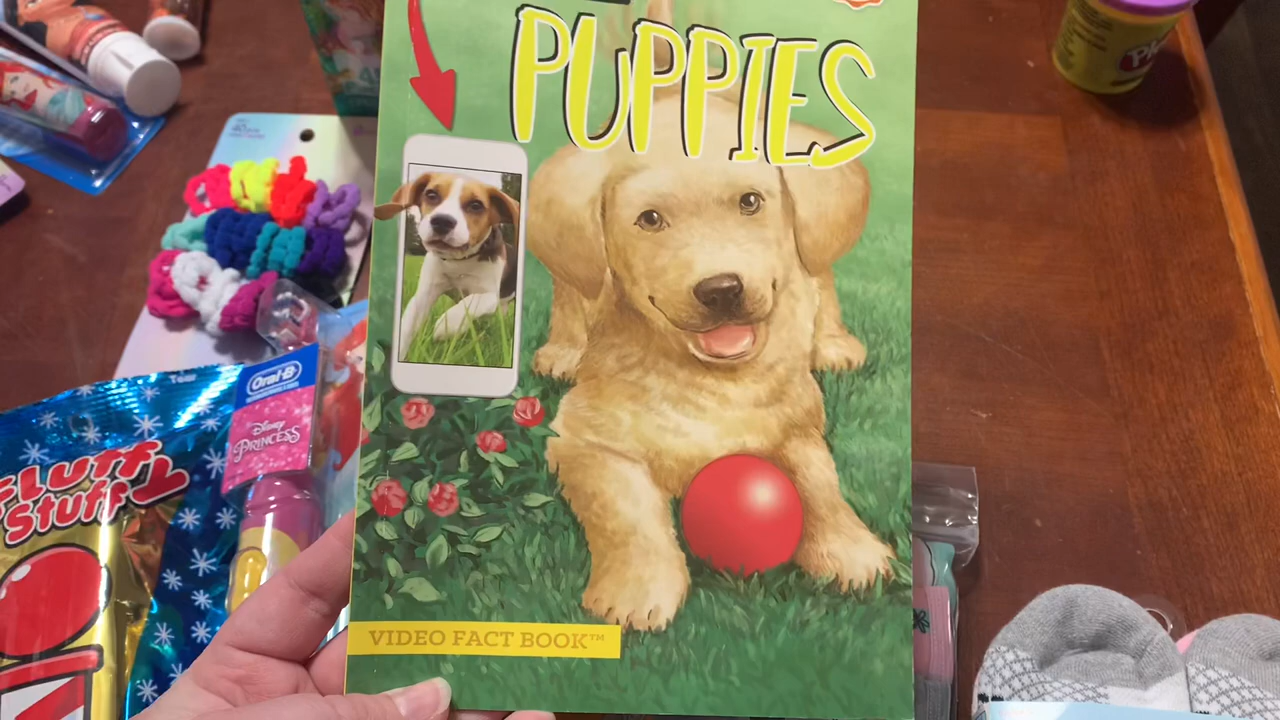 PUPPIES
VIDEO FACT BOOK™
Oral-B
DISNEY
PRINCESS
FLUFFY
STUFF